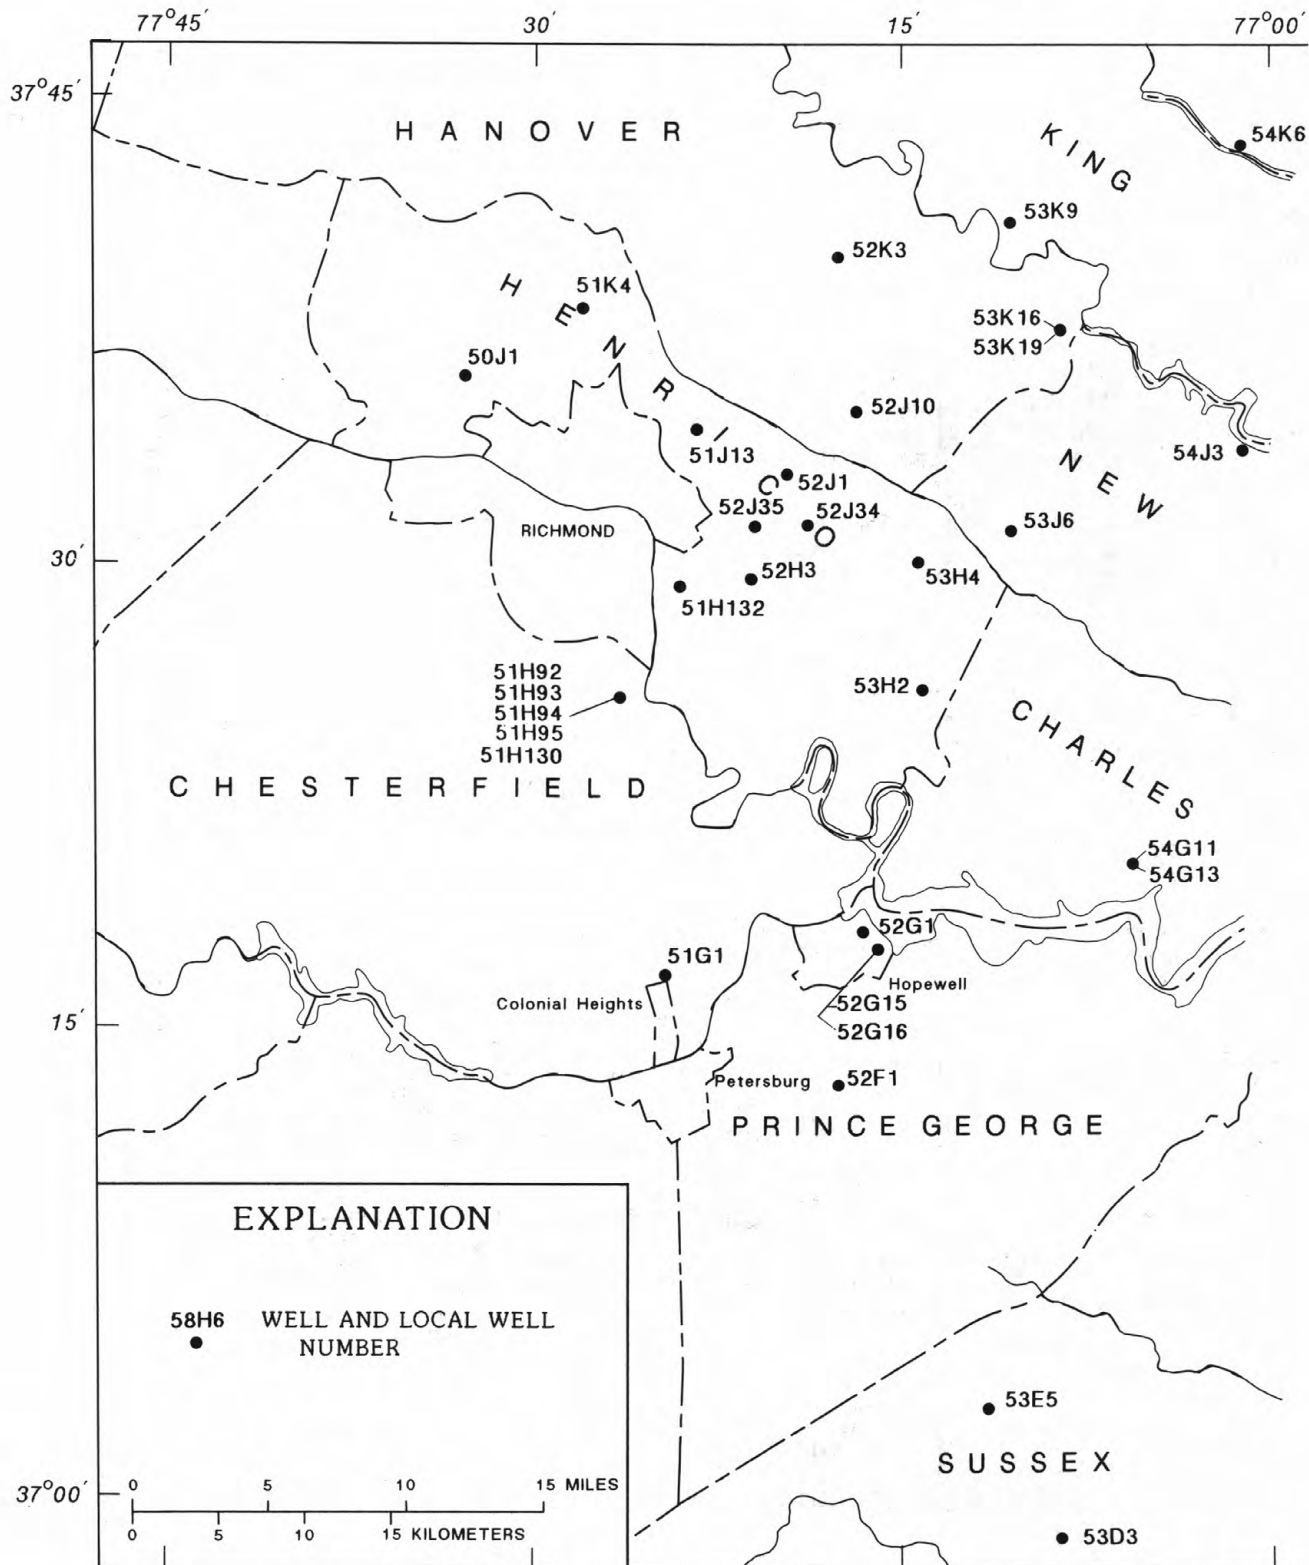 77°45′
30′
15′
77°00′
37°45′
HANOVER
KING
54K6
53K9
52K3
51K4
HENRICO
53K16
53K19
50J1
52J10
51J13
54J3
NEW
52J1
52J35
52J34
53J6
RICHMOND
30′
52H3
53H4
51H132
51H92
51H93
51H94
51H95
51H130
53H2
CHARLES
CHESTERFIELD
54G11
54G13
52G1
51G1
Hopewell
Colonial Heights
52G15
15′
52G16
Petersburg
52F1
PRINCE GEORGE
EXPLANATION
58H6
WELL AND LOCAL WELL
NUMBER
53E5
SUSSEX
0 5 10 15 MILES
37°00′
0 5 10 15 KILOMETERS
53D3